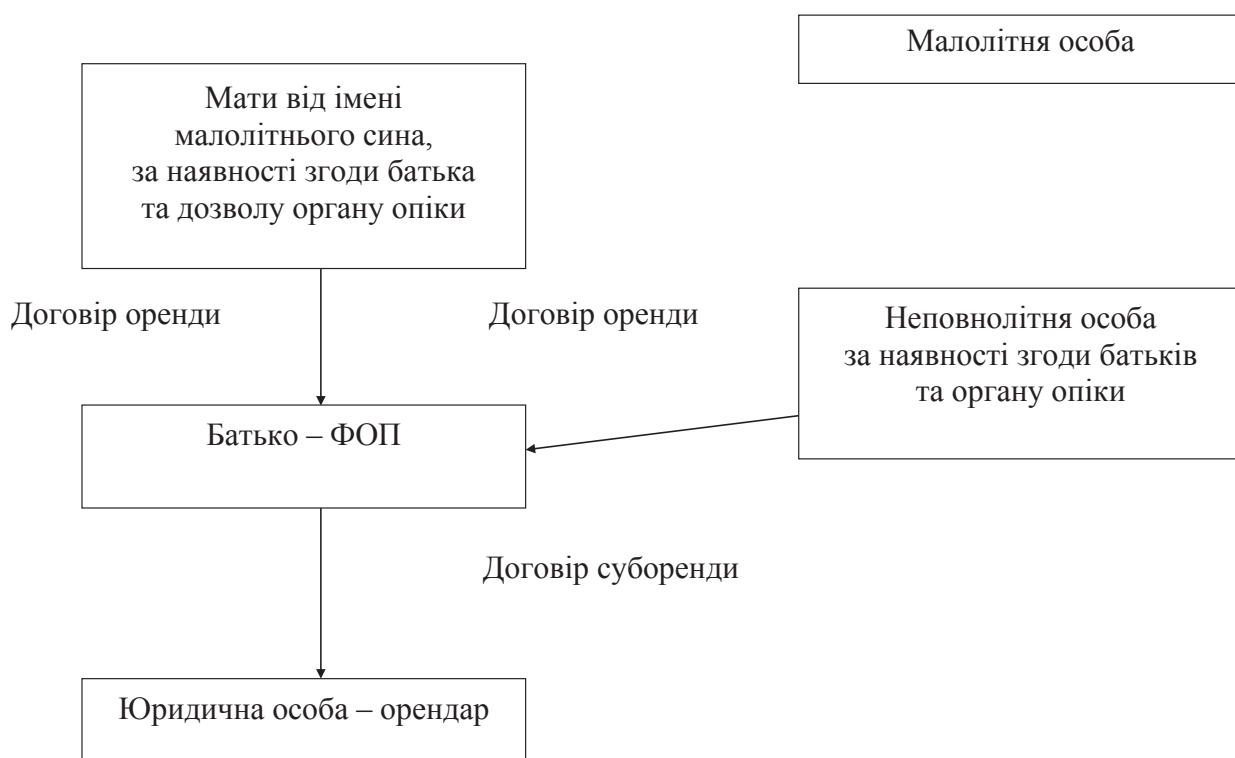 Малолітня особа
Мати від імені
малолітнього сина,
за наявності згоди батька
та дозволу органу опіки
Договір оренди
Договір оренди
Неповнолітня особа
за наявності згоди батьків
та органу опіки
Батько – ФОП
Договір суборенди
Юридична особа – орендар